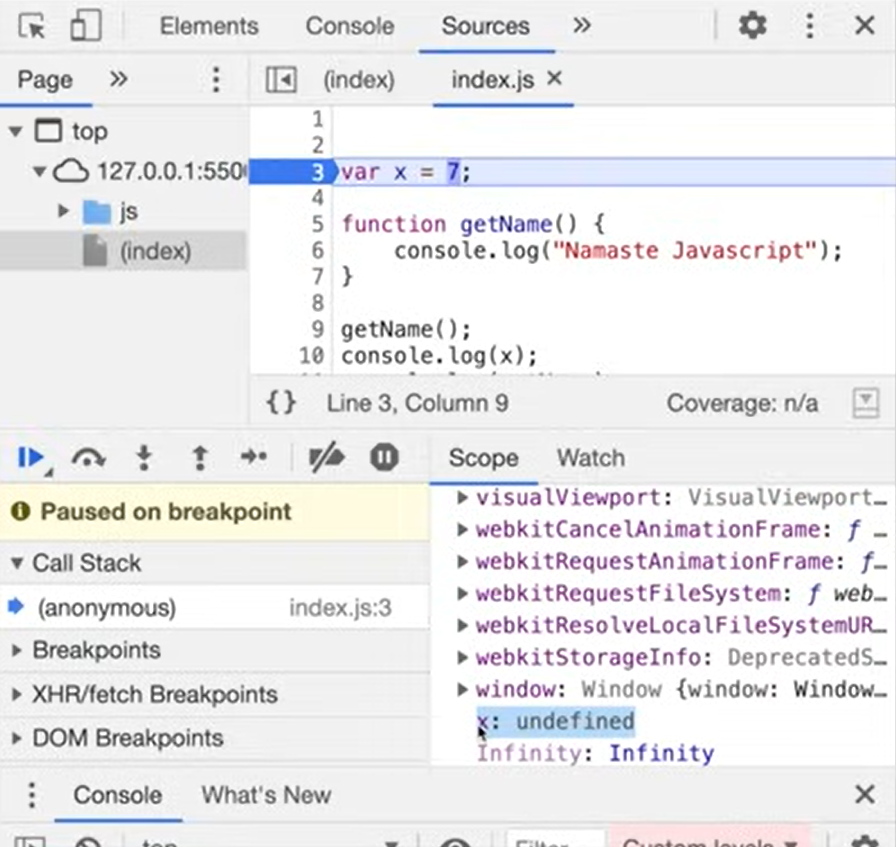 Elements Console Sources »
Page » (index) index.js ×
top
127.0.0.1:550
js
(index)
1
2
3 var x = 7;
4
5 function getName() {
6 console.log("Namaste Javascript");
7 }
8
9 getName();
10 console.log(x);
{} Line 3, Column 9 Coverage: n/a
Scope Watch
Paused on breakpoint
Call Stack
(anonymous) index.js:3
Breakpoints
XHR/fetch Breakpoints
DOM Breakpoints
visualViewport: VisualViewport…
webkitCancelAnimationFrame: ƒ …
webkitRequestAnimationFrame: ƒ…
webkitRequestFileSystem: ƒ web…
webkitResolveLocalFileSystemUR…
webkitStorageInfo: DeprecatedS…
window: Window {window: Window…
x: undefined
Infinity: Infinity
Console What's New
top Filter Custom levels